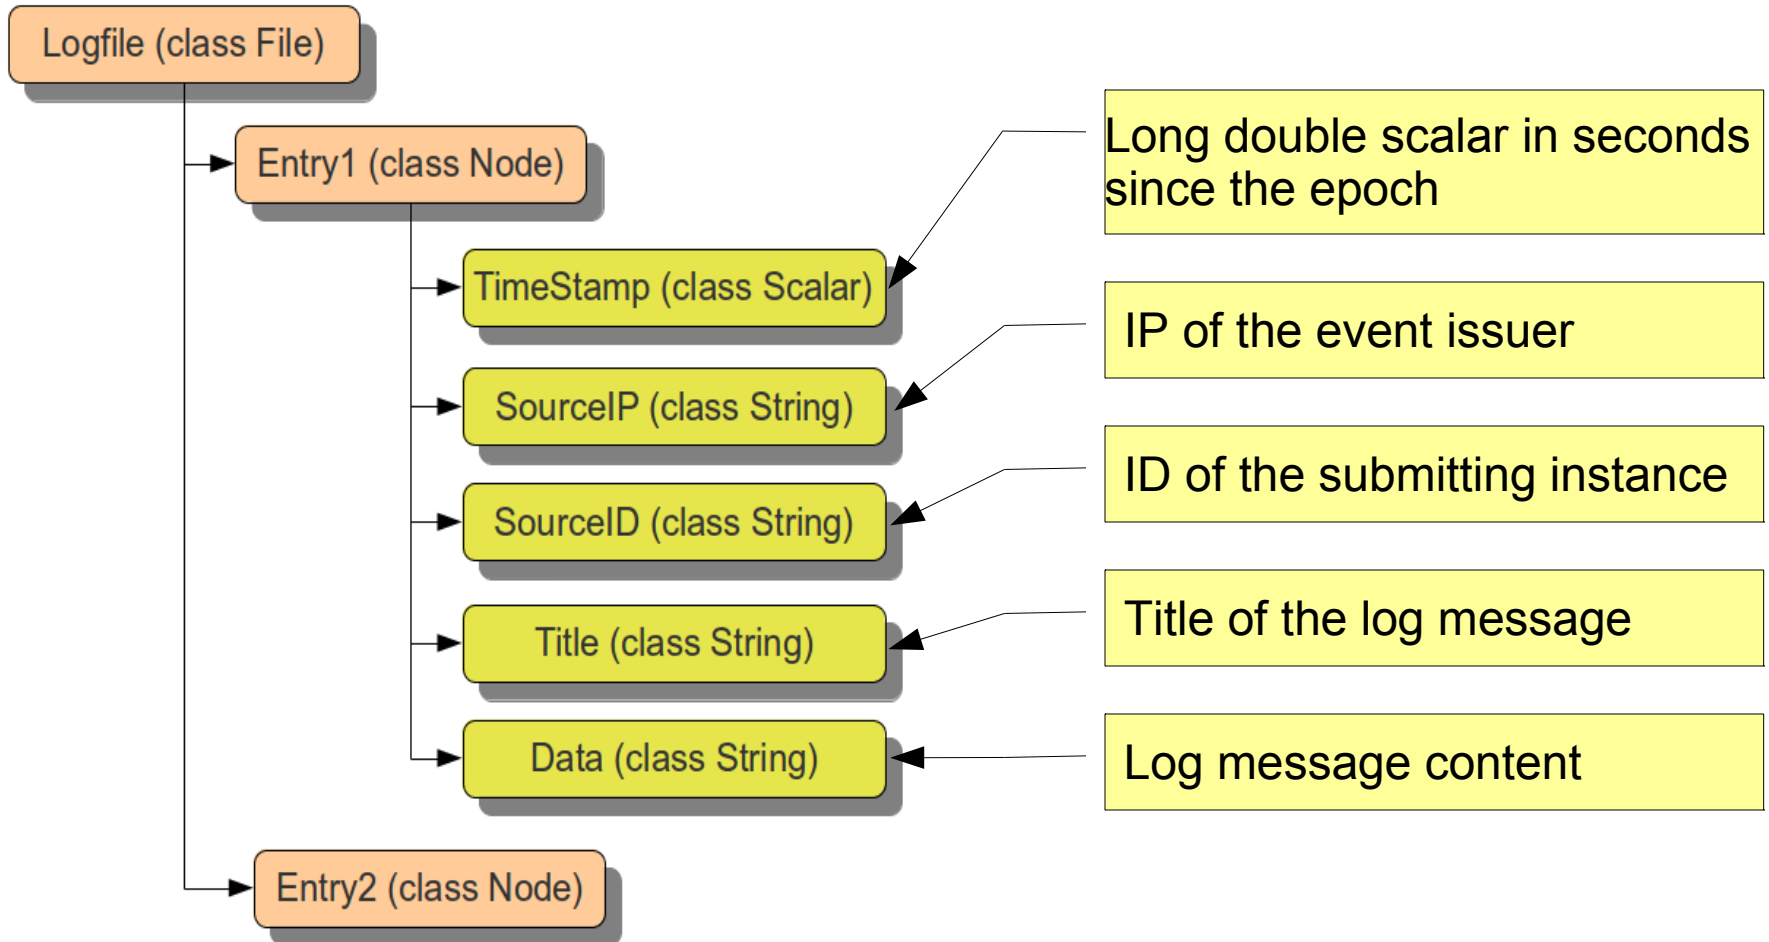 Logfile (class File)
Entry1 (class Node)
TimeStamp (class Scalar)
SourceIP (class String)
SourceID (class String)
Title (class String)
Data (class String)
Entry2 (class Node)
Long double scalar in seconds
since the epoch
IP of the event issuer
ID of the submitting instance
Title of the log message
Log message content